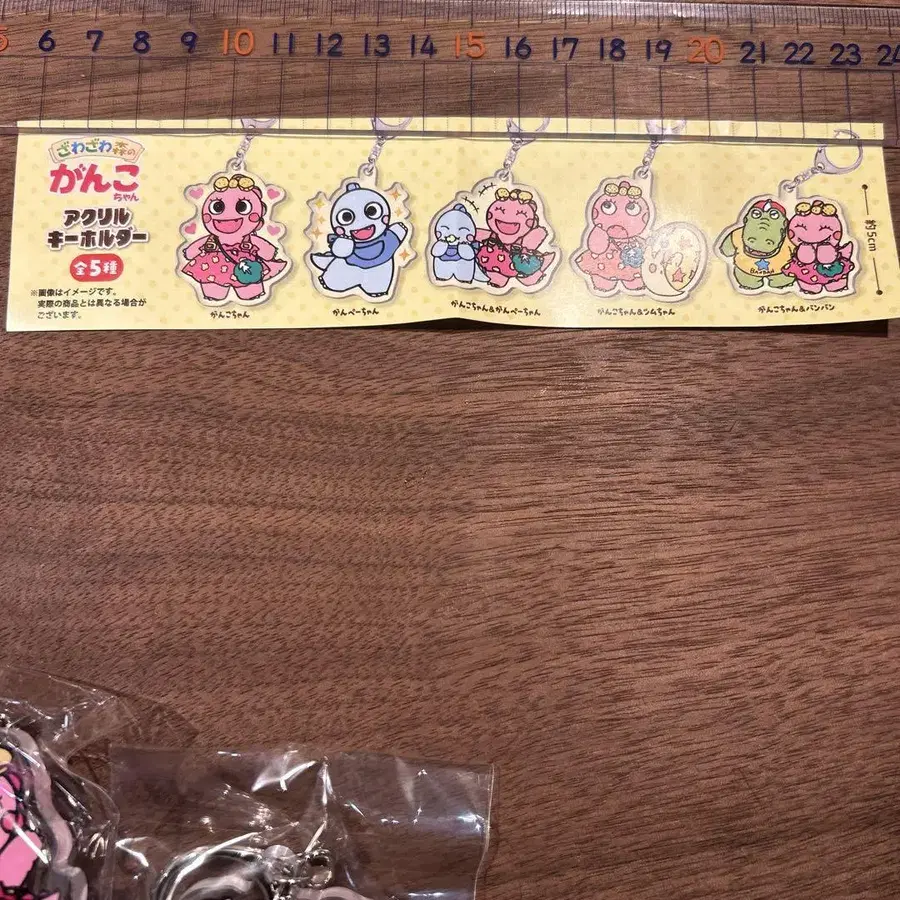 5 6 7 8 9 10 11 12 13 14 15 16 17 18 19 20 21 22 23 24
ざわざわ森の
がんこ
ちゃん
アクリル
キーホルダー
全5種
※画像はイメージです。
実際の商品とは異なる場合が
ございます。
がんこちゃん
がんぺーちゃん
がんこちゃん&がんぺーちゃん
がんこちゃん&ツムちゃん
がんこちゃん&バンバン
BANBAN
約5cm